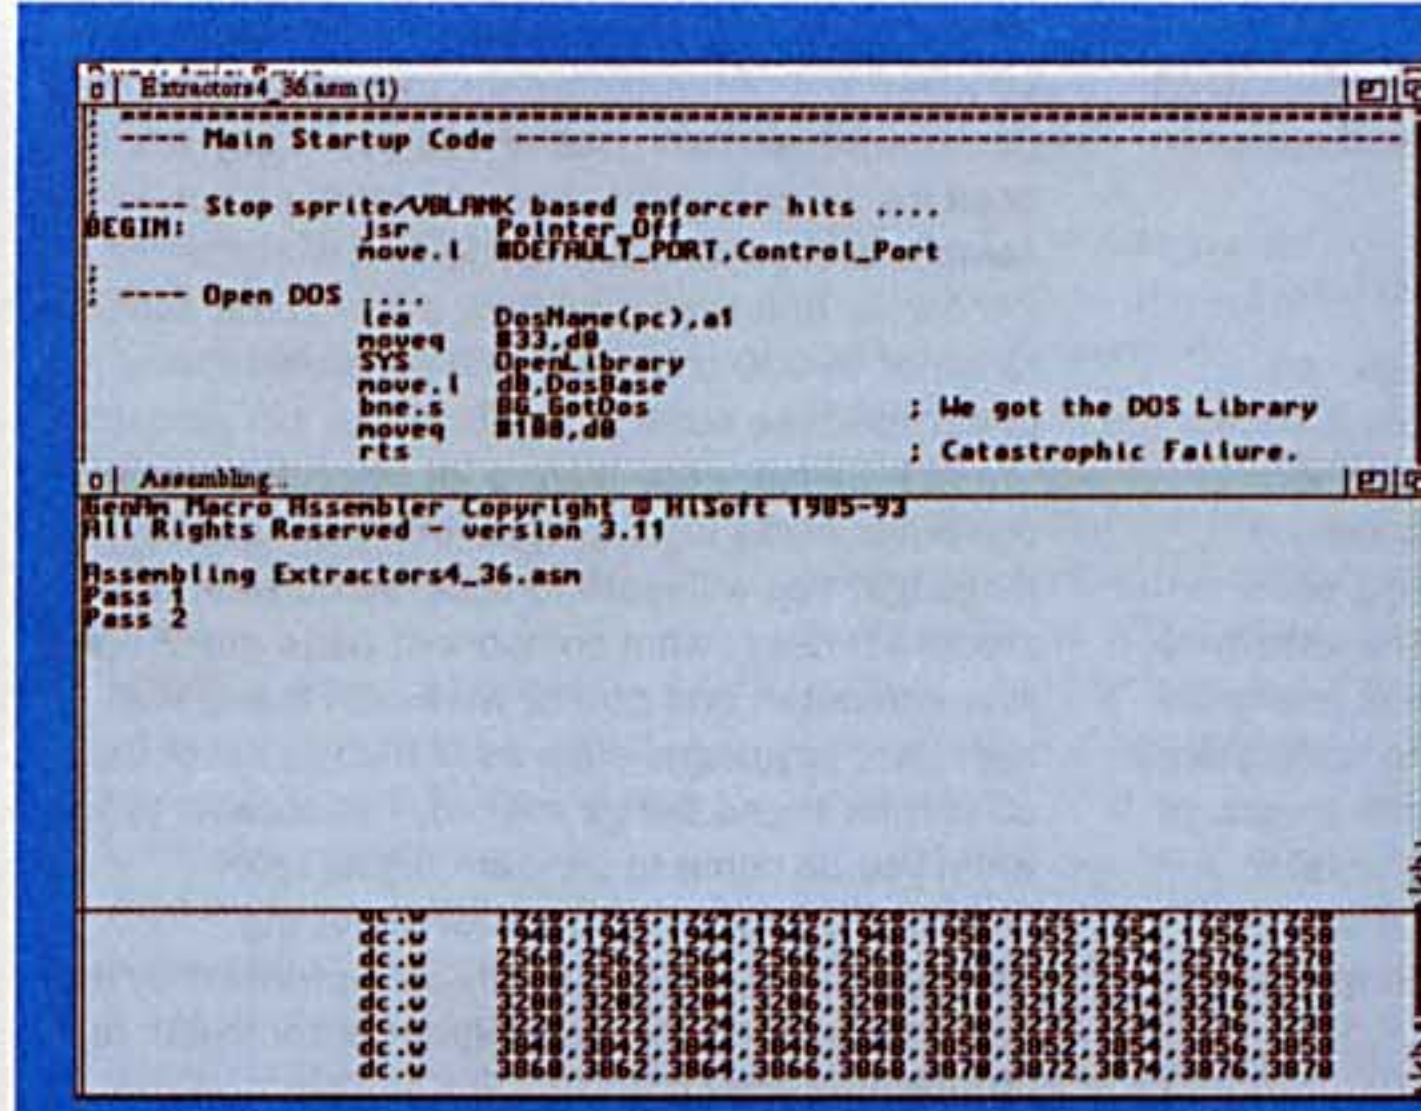 Extractors4_36.asm (1)
---- Main Startup Code ----
---- Stop sprite/VBLANK based enforcer hits ....
BEGIN: jsr Pointer_Off
move.l #DEFAULT_PORT,Control_Port
---- Open DOS ....
lea DosName(pc),a1
moveq #33,d0
SYS OpenLibrary
move.l d0,DosBase
bne.s BG_GotDos ; We got the DOS Library
moveq #100,d0
rts ; Catastrophic Failure.
Assembling..
GenAm Macro Assembler Copyright © HiSoft 1985-93
All Rights Reserved - version 3.11
Assembling Extractors4_36.asm
Pass 1
Pass 2
dc.w 1940,1942,1944,1946,1948,1950,1952,1954,1956,1958
dc.w 2560,2562,2564,2566,2568,2570,2572,2574,2576,2578
dc.w 2580,2582,2584,2586,2588,2590,2592,2594,2596,2598
dc.w 3200,3202,3204,3206,3208,3210,3212,3214,3216,3218
dc.w 3220,3222,3224,3226,3228,3230,3232,3234,3236,3238
dc.w 3840,3842,3844,3846,3848,3850,3852,3854,3856,3858
dc.w 3860,3862,3864,3866,3868,3870,3872,3874,3876,3878